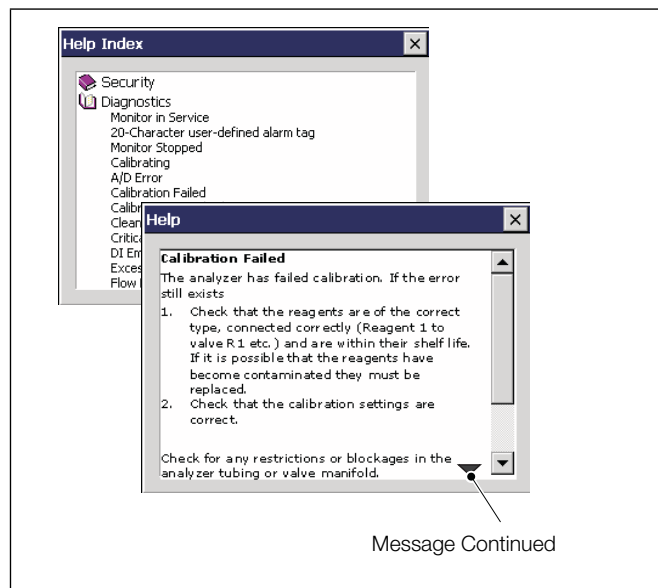 Help Index
Security
Diagnostics
Monitor in Service
20-Character user-defined alarm tag
Monitor Stopped
Calibrating
A/D Error
Calibration Failed
Help
Calibration Failed
The analyzer has failed calibration. If the error
still exists
1. Check that the reagents are of the correct
type, connected correctly (Reagent 1 to
valve R1 etc.) and are within their shelf life.
If it is possible that the reagents have
become contaminated they must be
replaced.
2. Check that the calibration settings are
correct.
Check for any restrictions or blockages in the
analyzer tubing or valve manifold.
Message Continued